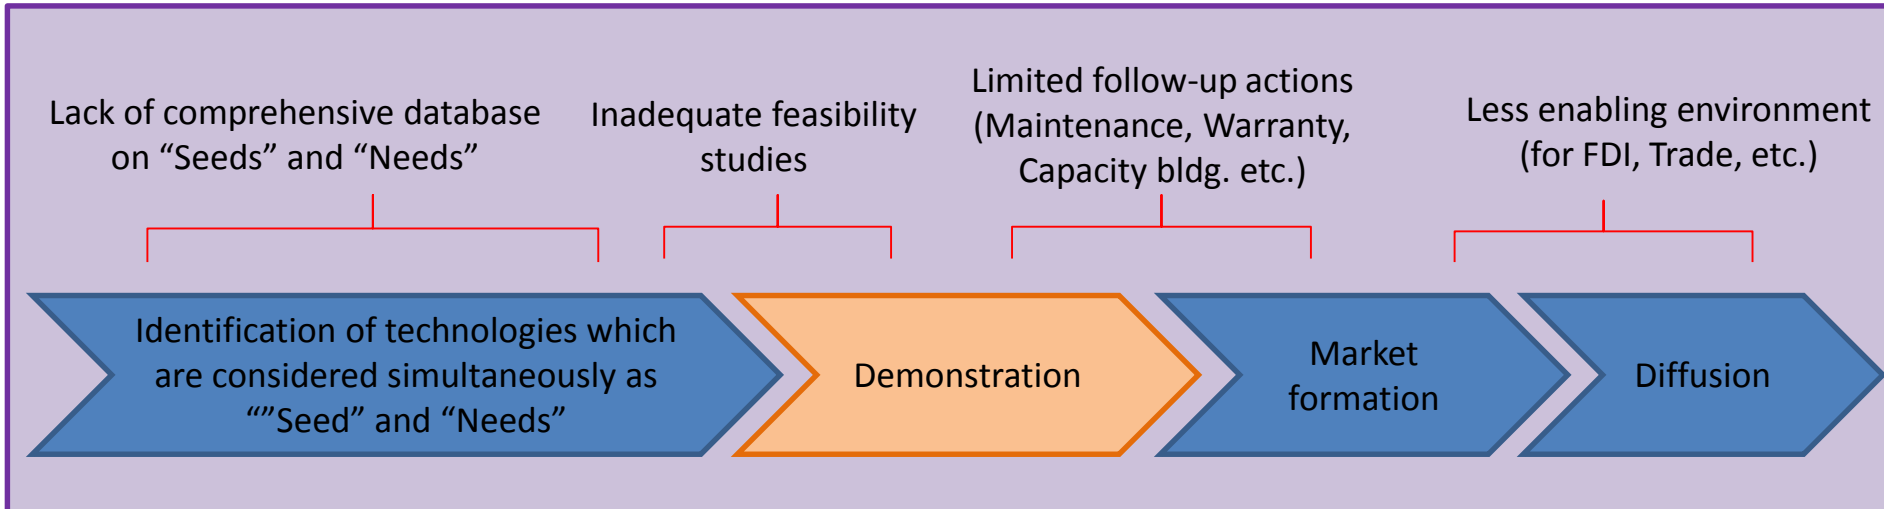 Lack of comprehensive database
on “Seeds” and “Needs”
Inadequate feasibility
studies
Limited follow-up actions
(Maintenance, Warranty,
Capacity bldg. etc.)
Less enabling environment
(for FDI, Trade, etc.)
Identification of technologies which
are considered simultaneously as
“”Seed” and “Needs”
Demonstration
Market
formation
Diffusion